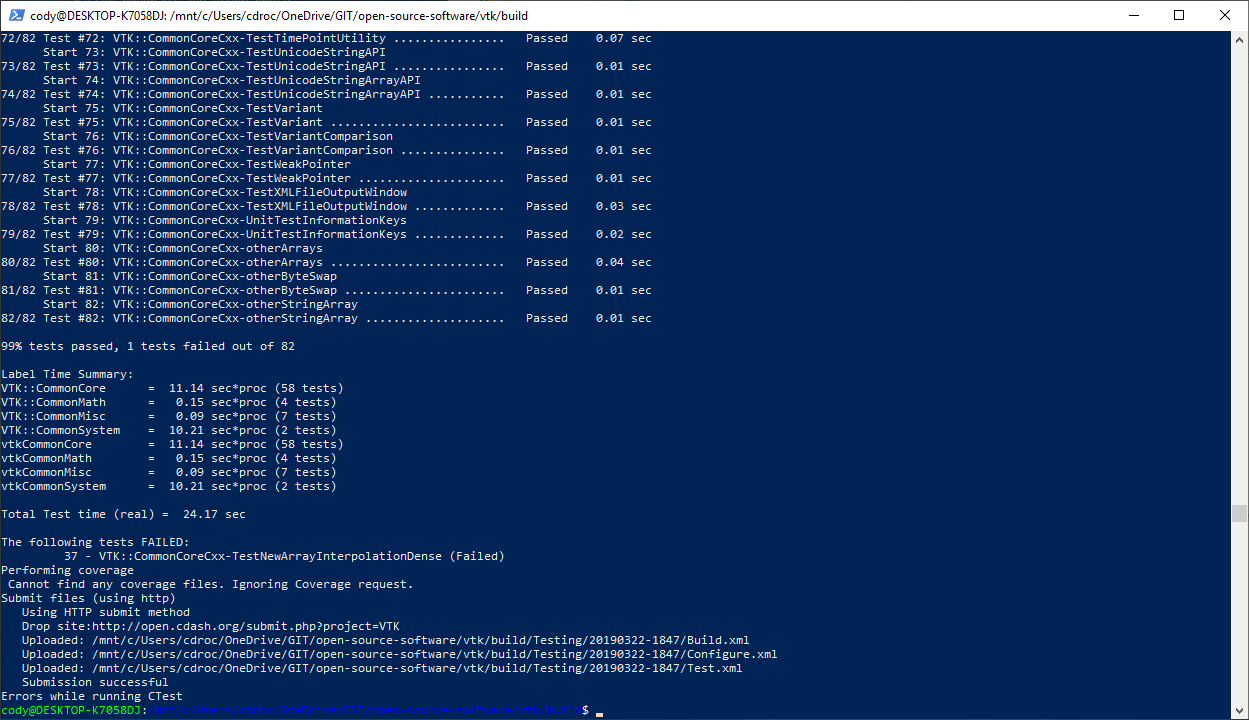 cody@DESKTOP-K7058DJ: /mnt/c/Users/cdroc/OneDrive/GIT/open-source-software/vtk/build
72/82 Test #72: VTK::CommonCoreCxx-TestTimePointUtility ................   Passed    0.07 sec
      Start 73: VTK::CommonCoreCxx-TestUnicodeStringAPI
73/82 Test #73: VTK::CommonCoreCxx-TestUnicodeStringAPI ................   Passed    0.01 sec
      Start 74: VTK::CommonCoreCxx-TestUnicodeStringArrayAPI
74/82 Test #74: VTK::CommonCoreCxx-TestUnicodeStringArrayAPI ...........   Passed    0.01 sec
      Start 75: VTK::CommonCoreCxx-TestVariant
75/82 Test #75: VTK::CommonCoreCxx-TestVariant .........................   Passed    0.01 sec
      Start 76: VTK::CommonCoreCxx-TestVariantComparison
76/82 Test #76: VTK::CommonCoreCxx-TestVariantComparison ...............   Passed    0.01 sec
      Start 77: VTK::CommonCoreCxx-TestWeakPointer
77/82 Test #77: VTK::CommonCoreCxx-TestWeakPointer .....................   Passed    0.01 sec
      Start 78: VTK::CommonCoreCxx-TestXMLFileOutputWindow
78/82 Test #78: VTK::CommonCoreCxx-TestXMLFileOutputWindow .............   Passed    0.03 sec
      Start 79: VTK::CommonCoreCxx-UnitTestInformationKeys
79/82 Test #79: VTK::CommonCoreCxx-UnitTestInformationKeys .............   Passed    0.02 sec
      Start 80: VTK::CommonCoreCxx-otherArrays
80/82 Test #80: VTK::CommonCoreCxx-otherArrays .........................   Passed    0.04 sec
      Start 81: VTK::CommonCoreCxx-otherByteSwap
81/82 Test #81: VTK::CommonCoreCxx-otherByteSwap .......................   Passed    0.01 sec
      Start 82: VTK::CommonCoreCxx-otherStringArray
82/82 Test #82: VTK::CommonCoreCxx-otherStringArray ....................   Passed    0.01 sec
99% tests passed, 1 tests failed out of 82
Label Time Summary:
VTK::CommonCore      =  11.14 sec*proc (58 tests)
VTK::CommonMath      =   0.15 sec*proc (4 tests)
VTK::CommonMisc      =   0.09 sec*proc (7 tests)
VTK::CommonSystem    =  10.21 sec*proc (2 tests)
vtkCommonCore        =  11.14 sec*proc (58 tests)
vtkCommonMath        =   0.15 sec*proc (4 tests)
vtkCommonMisc        =   0.09 sec*proc (7 tests)
vtkCommonSystem      =  10.21 sec*proc (2 tests)
Total Test time (real) =  24.17 sec
The following tests FAILED:
         37 - VTK::CommonCoreCxx-TestNewArrayInterpolationDense (Failed)
Performing coverage
 Cannot find any coverage files. Ignoring Coverage request.
Submit files (using http)
   Using HTTP submit method
   Drop site:http://open.cdash.org/submit.php?project=VTK
   Uploaded: /mnt/c/Users/cdroc/OneDrive/GIT/open-source-software/vtk/build/Testing/20190322-1847/Build.xml
   Uploaded: /mnt/c/Users/cdroc/OneDrive/GIT/open-source-software/vtk/build/Testing/20190322-1847/Configure.xml
   Uploaded: /mnt/c/Users/cdroc/OneDrive/GIT/open-source-software/vtk/build/Testing/20190322-1847/Test.xml
   Submission successful
Errors while running CTest
cody@DESKTOP-K7058DJ:/mnt/c/Users/cdroc/OneDrive/GIT/open-source-software/vtk/build$